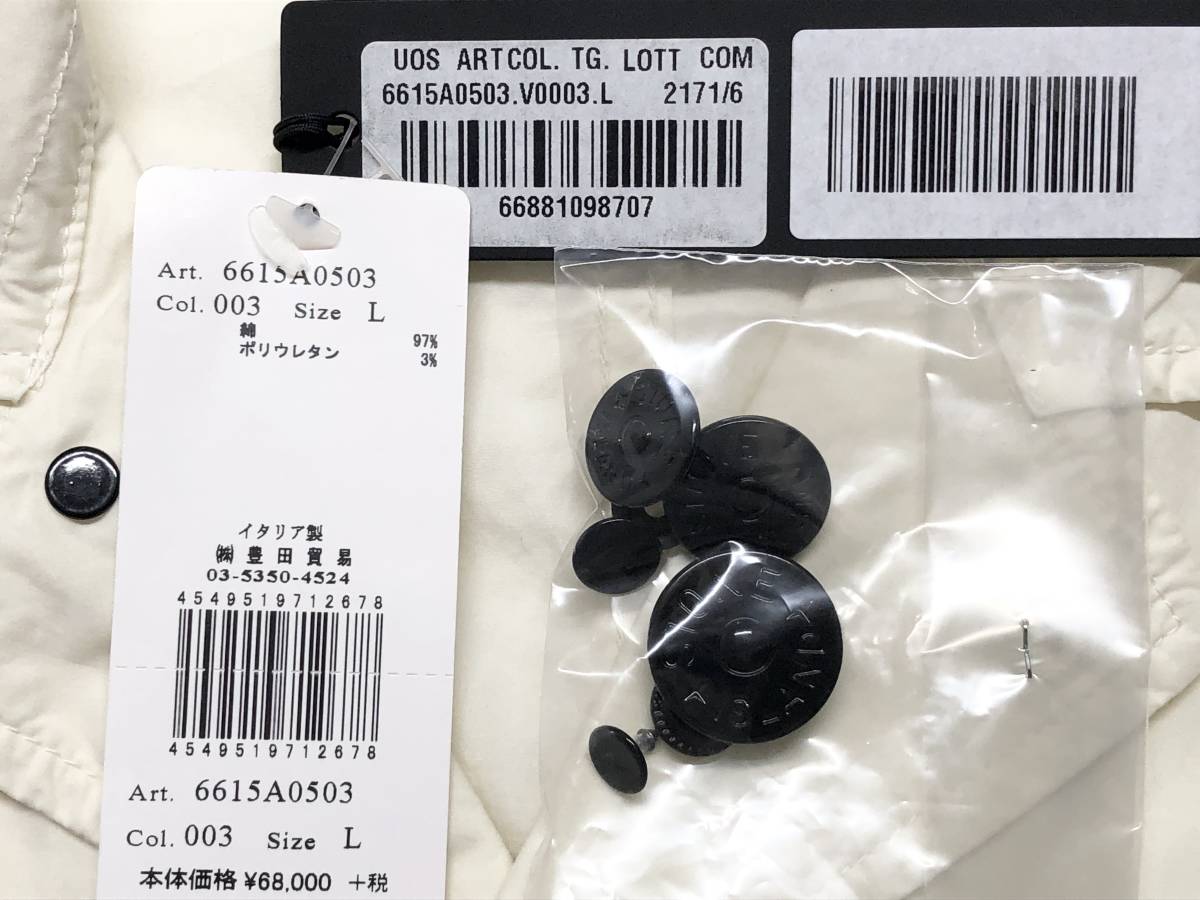 UOS ARTCOL. TG. LOTT COM
6615A0503.V0003.L 2171/6
66881098707
Art. 6615A0503
Col. 003 Size L
綿 97%
ポリウレタン 3%
イタリア製
㈱ 豊田貿易
03-5350-4524
4549519712678
4549519712678
Art. 6615A0503
Col. 003 Size L
本体価格 ¥68,000 +税